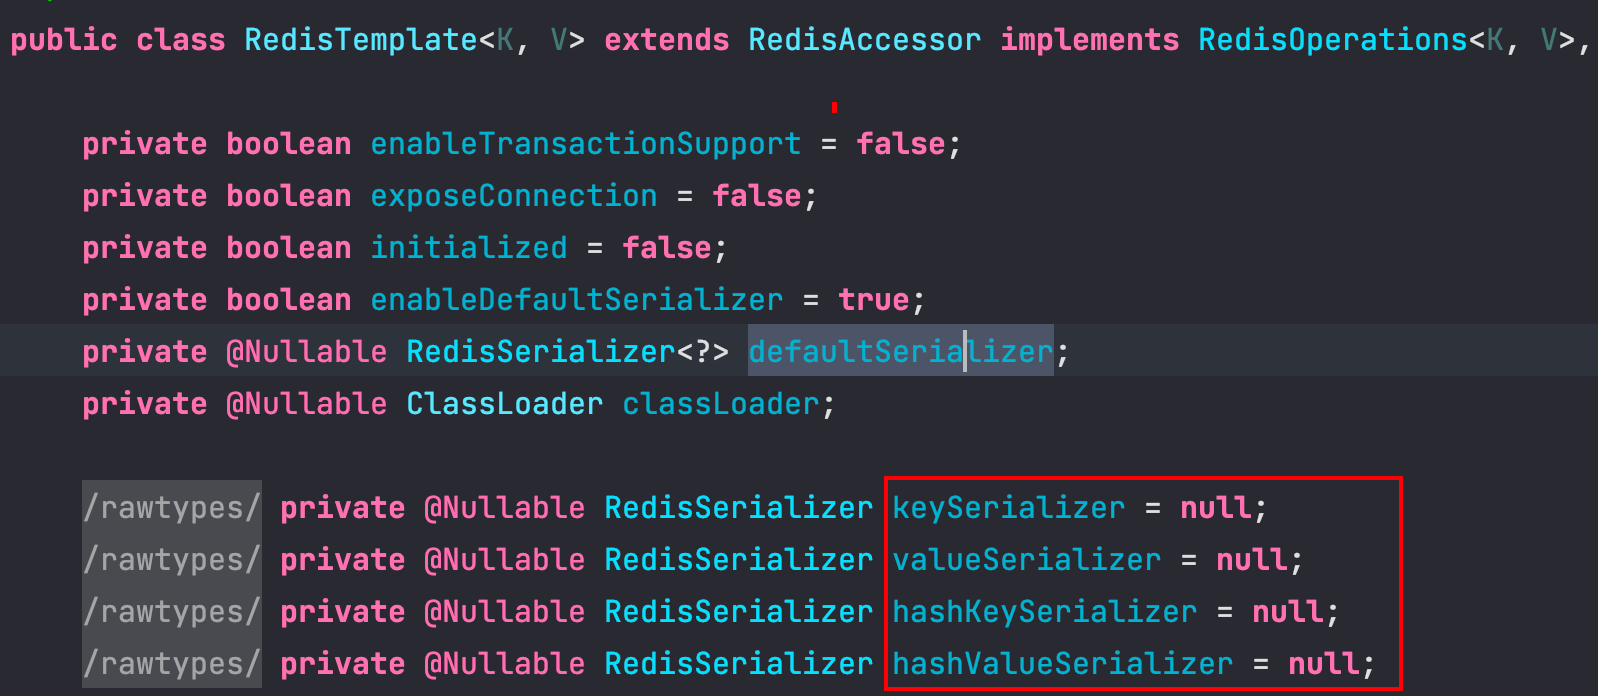 public class RedisTemplate<K, V> extends RedisAccessor implements RedisOperations<K, V>,
private boolean enableTransactionSupport = false;
private boolean exposeConnection = false;
private boolean initialized = false;
private boolean enableDefaultSerializer = true;
private @Nullable RedisSerializer<?> defaultSerializer;
private @Nullable ClassLoader classLoader;
/rawtypes/ private @Nullable RedisSerializer keySerializer = null;
/rawtypes/ private @Nullable RedisSerializer valueSerializer = null;
/rawtypes/ private @Nullable RedisSerializer hashKeySerializer = null;
/rawtypes/ private @Nullable RedisSerializer hashValueSerializer = null;